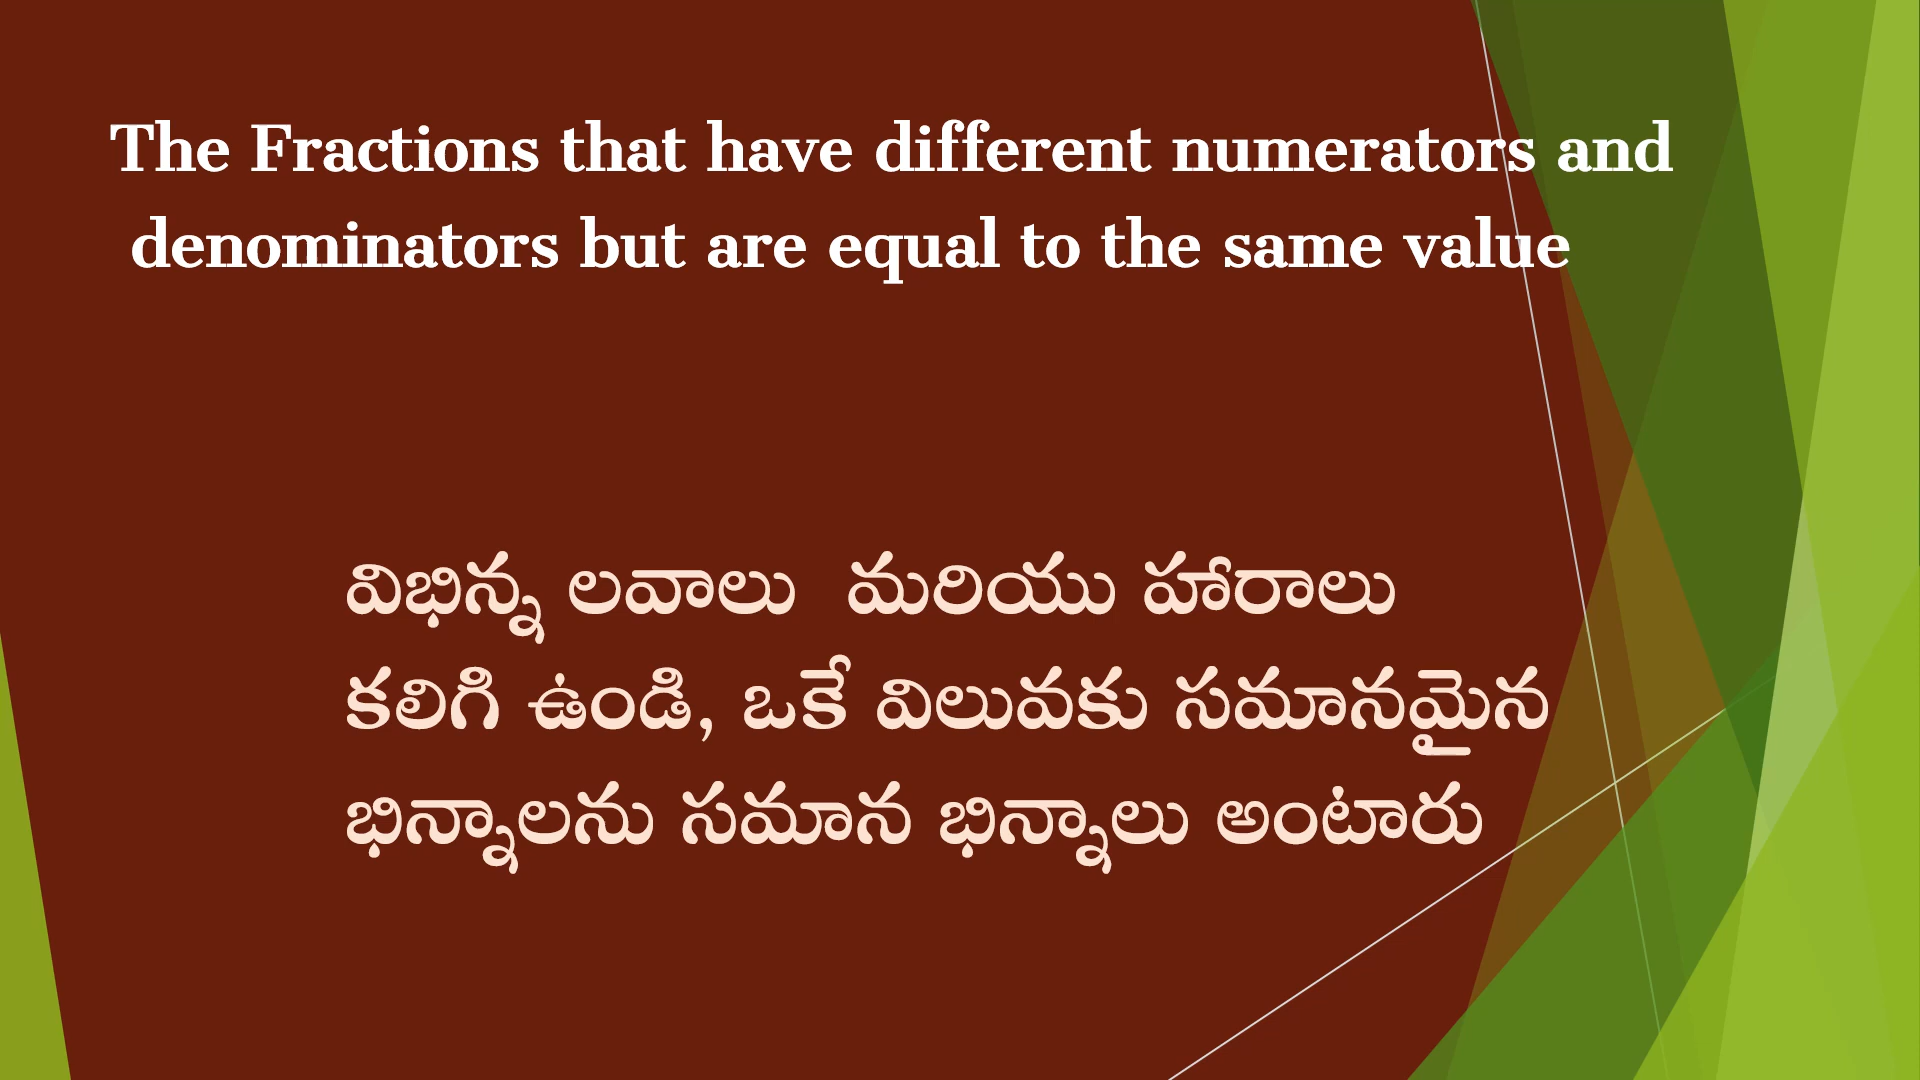 The Fractions that have different numerators and
denominators but are equal to the same value
విభిన్న లవాలు మరియు హారాలు
కలిగి ఉండి, ఒకే విలువకు సమానమైన
భిన్నాలను సమాన భిన్నాలు అంటారు